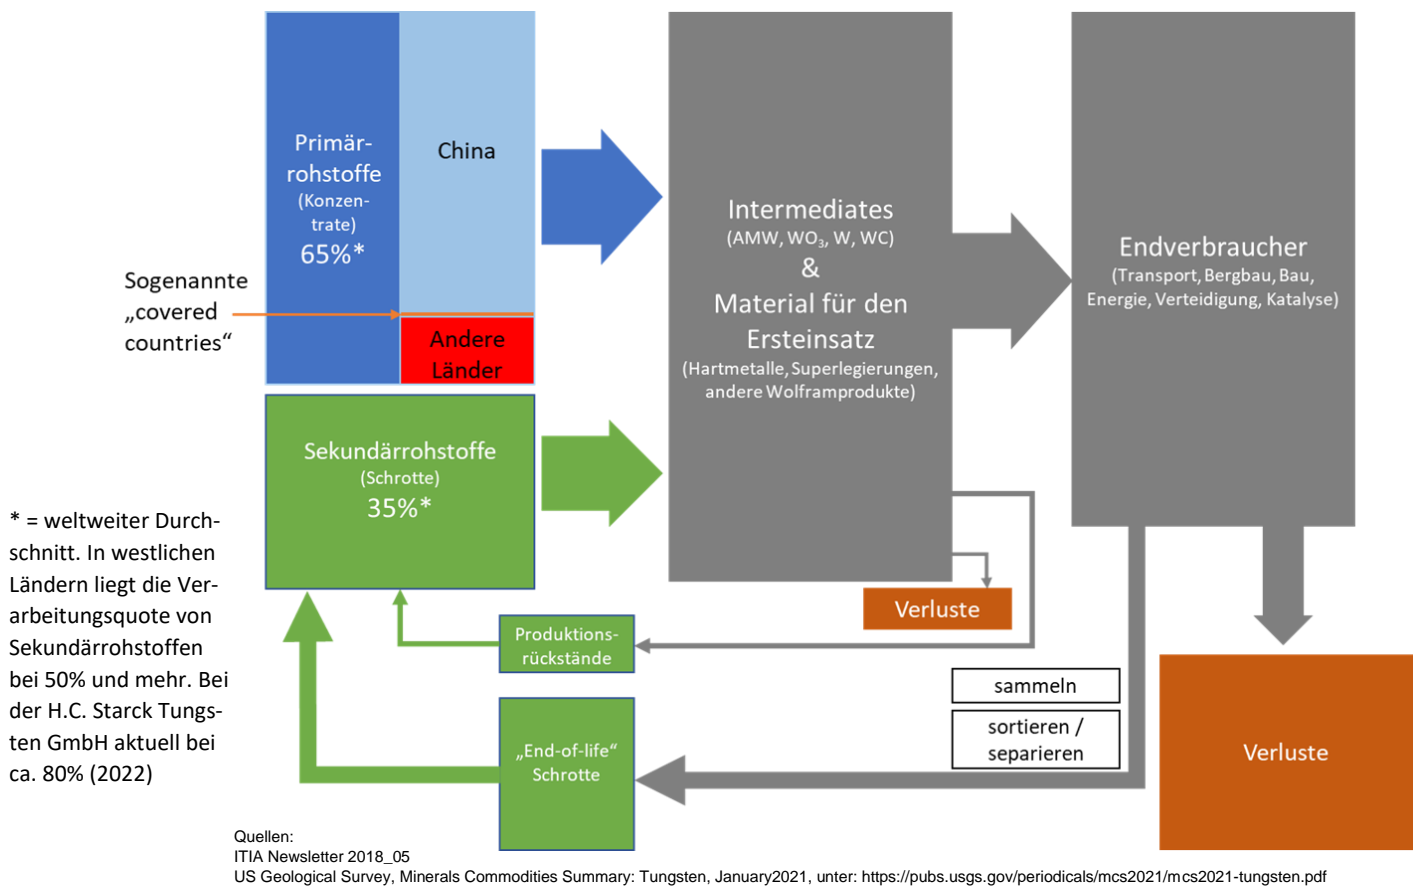 Primär-
rohstoffe
(Konzen-
trate)
65%*
China
Sogenannte
„covered
countries“
Andere
Länder
Sekundärrohstoffe
(Schrotte)
35%*
Intermediates
(AMW, WO₃, W, WC)
&
Material für den
Ersteinsatz
(Hartmetalle, Superlegierungen,
andere Wolframprodukte)
Endverbraucher
(Transport, Bergbau, Bau,
Energie, Verteidigung, Katalyse)
* = weltweiter Durch-
schnitt. In westlichen
Ländern liegt die Ver-
arbeitungsquote von
Sekundärrohstoffen
bei 50% und mehr. Bei
der H.C. Starck Tungs-
ten GmbH aktuell bei
ca. 80% (2022)
Verluste
Produktions-
rückstände
sammeln
sortieren /
separieren
„End-of-life“
Schrotte
Verluste
Quellen:
ITIA Newsletter 2018_05
US Geological Survey, Minerals Commodities Summary: Tungsten, January2021, unter: https://pubs.usgs.gov/periodicals/mcs2021/mcs2021-tungsten.pdf